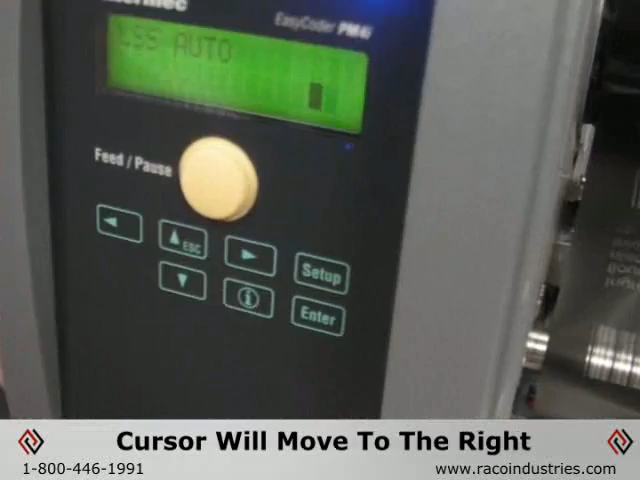 EasyCoder PM4i
LSS AUTO
Feed / Pause
ESC
Setup
Enter
Cursor Will Move To The Right
1-800-446-1991
www.racoindustries.com